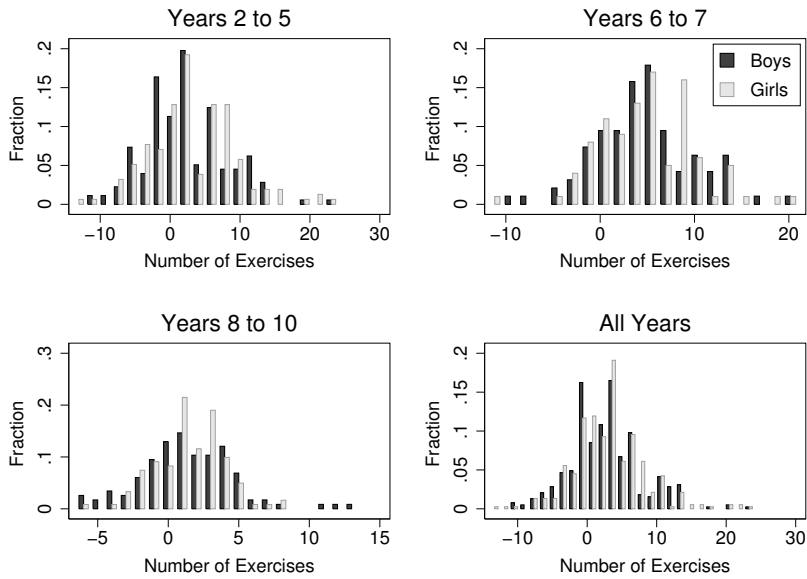 Years 2 to 5
Fraction
0 .05 .1 .15 .2
−10 0 10 20 30
Number of Exercises
Years 6 to 7
Boys
Girls
Fraction
0 .05 .1 .15 .2
−10 0 10 20
Number of Exercises
Years 8 to 10
Fraction
0 .1 .2 .3
−5 0 5 10 15
Number of Exercises
All Years
Fraction
0 .05 .1 .15 .2
−10 0 10 20 30
Number of Exercises